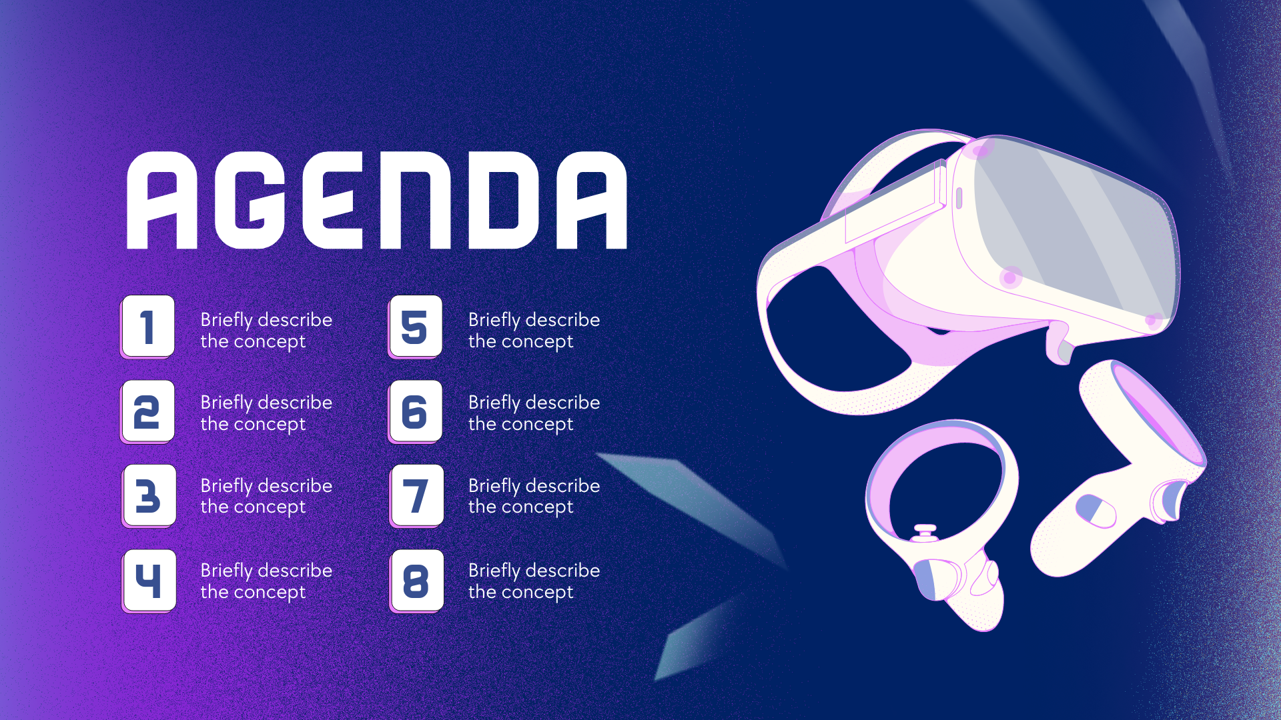 AGENDA
1
Briefly describe
the concept
2
Briefly describe
the concept
3
Briefly describe
the concept
4
Briefly describe
the concept
5
Briefly describe
the concept
6
Briefly describe
the concept
7
Briefly describe
the concept
8
Briefly describe
the concept